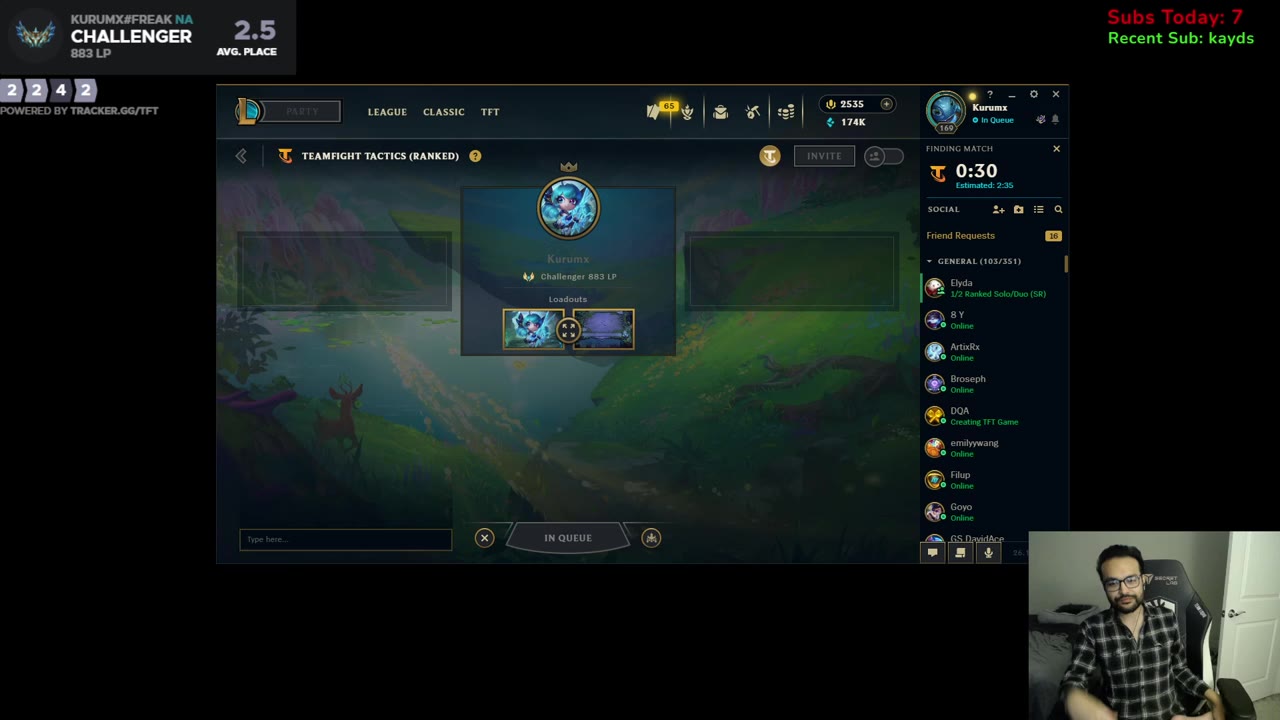 KURUMX#FREAK NA
CHALLENGER
883 LP
2.5
AVG. PLACE
2 2 4 2
POWERED BY TRACKER.GG/TFT
Subs Today: 7
Recent Sub: kayds
PARTY
LEAGUE CLASSIC TFT
65
2535
174K
169
Kurumx
In Queue
TEAMFIGHT TACTICS (RANKED) ?
INVITE
FINDING MATCH
0:30
Estimated: 2:35
SOCIAL
Friend Requests 16
GENERAL (103/351)
Elyda
1/2 Ranked Solo/Duo (SR)
8 Y
Online
ArtixRx
Online
Broseph
Online
DQA
Creating TFT Game
emilyywang
Online
Filup
Online
Goyo
Online
GS DavidAce
Kurumx
Challenger 883 LP
Loadouts
Type here...
IN QUEUE
SECRET
LAB